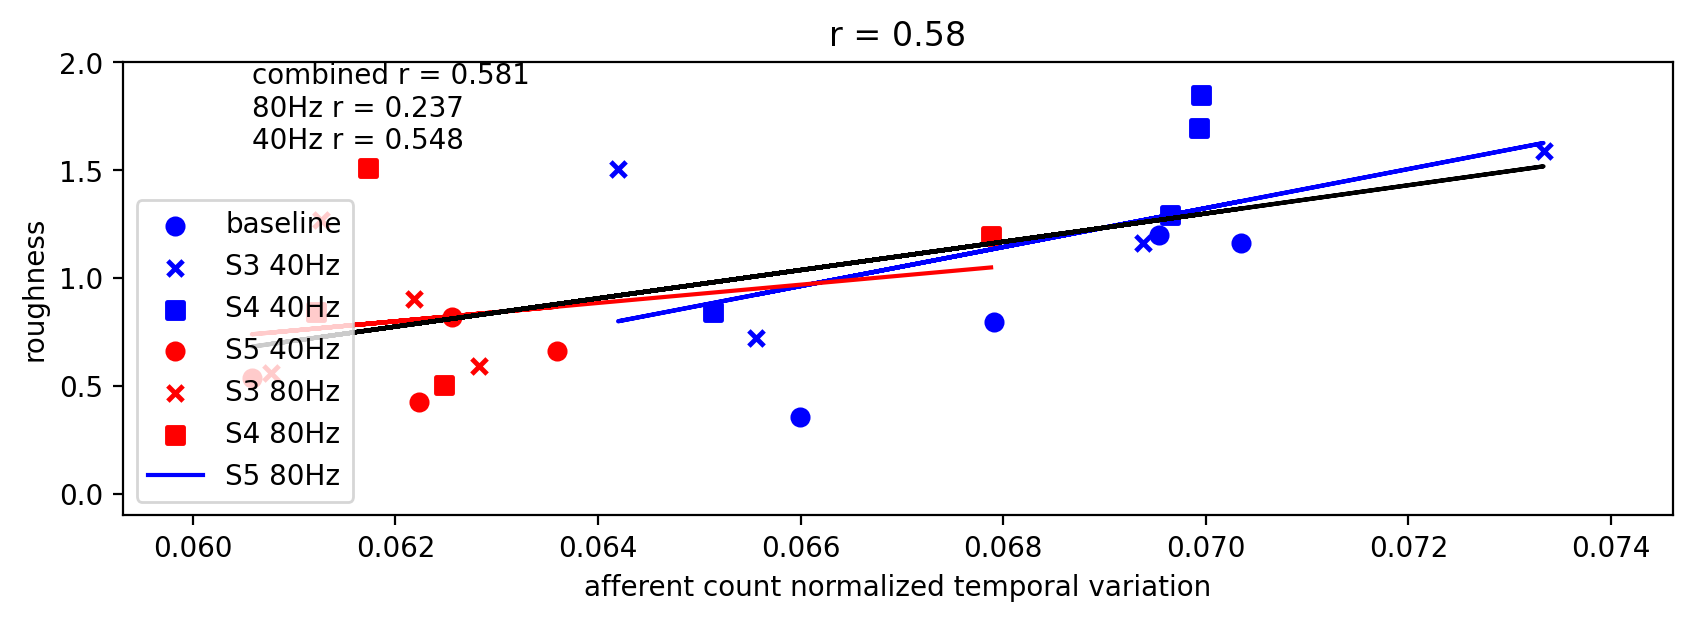 r = 0.58
combined r = 0.581
80Hz r = 0.237
40Hz r = 0.548
2.0
1.5
1.0
0.5
0.0
roughness
baseline
S3 40Hz
S4 40Hz
S5 40Hz
S3 80Hz
S4 80Hz
S5 80Hz
0.060 0.062 0.064 0.066 0.068 0.070 0.072 0.074
afferent count normalized temporal variation